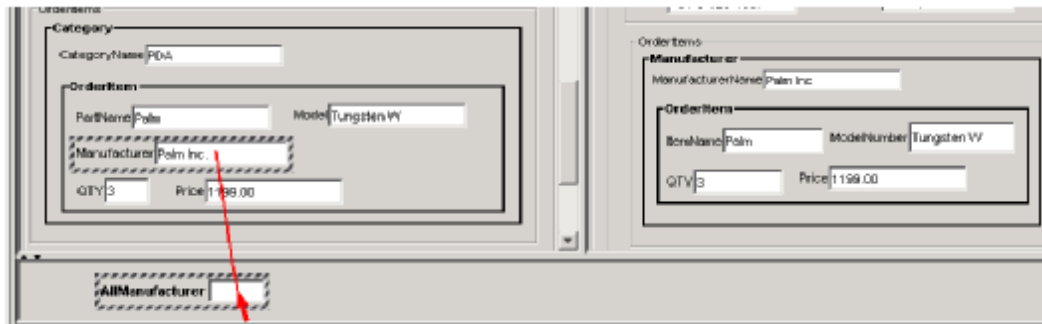 OrderItems
Category
CategoryName PDA
OrderItem
PartName Palm Model Tungsten W
Manufacturer Palm Inc.
QTY 3 Price 1199.00
OrderItems
Manufacturer
ManufacturerName Palm Inc
OrderItem
ItemName Palm ModelNumber Tungsten W
QTY 3 Price 1199.00
AllManufacturer